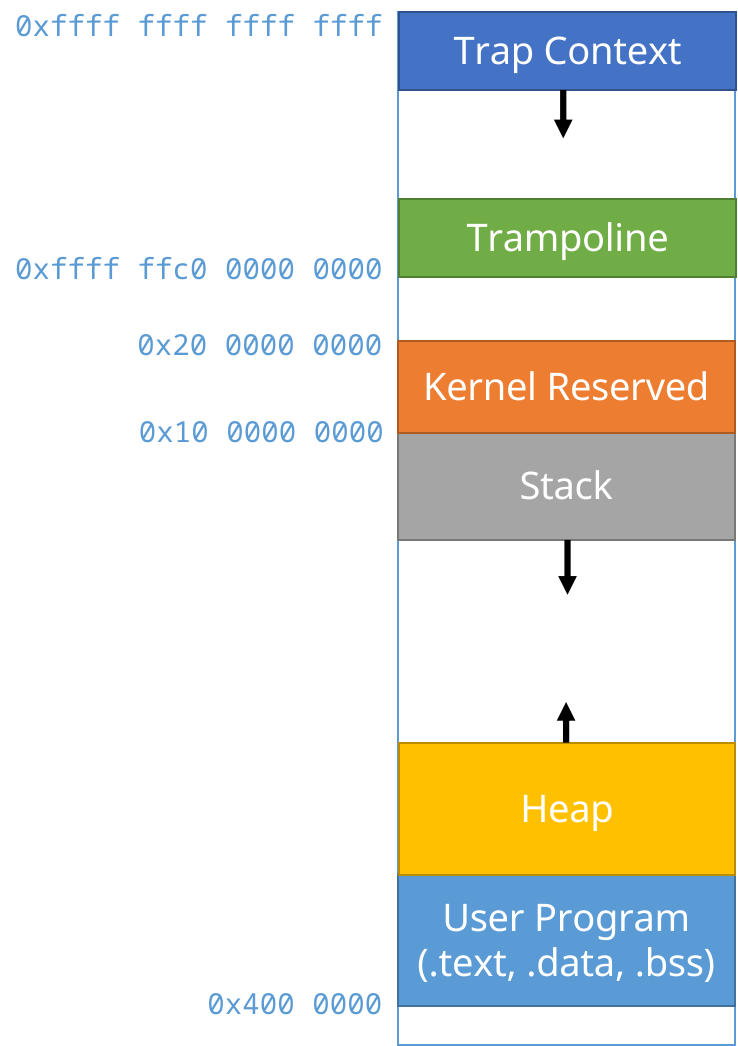 0xffff ffff ffff ffff
Trap Context
Trampoline
0xffff ffc0 0000 0000
0x20 0000 0000
Kernel Reserved
0x10 0000 0000
Stack
Heap
User Program
(.text, .data, .bss)
0x400 0000